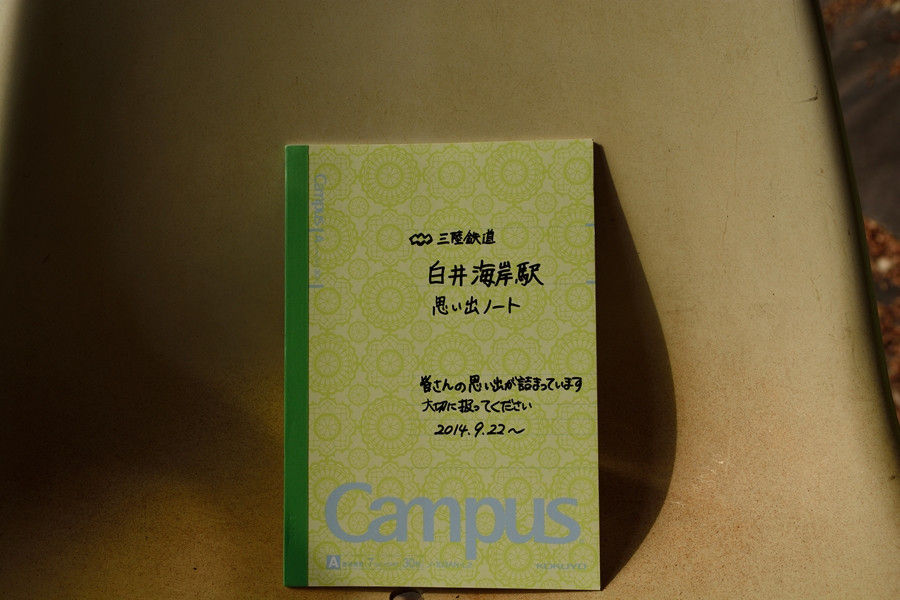 三陸鉄道
白井海岸駅
思い出ノート
皆さんの思い出が詰まっています
大切に扱ってください
2014.9.22～
Campus
A
KOKUYO
Campus